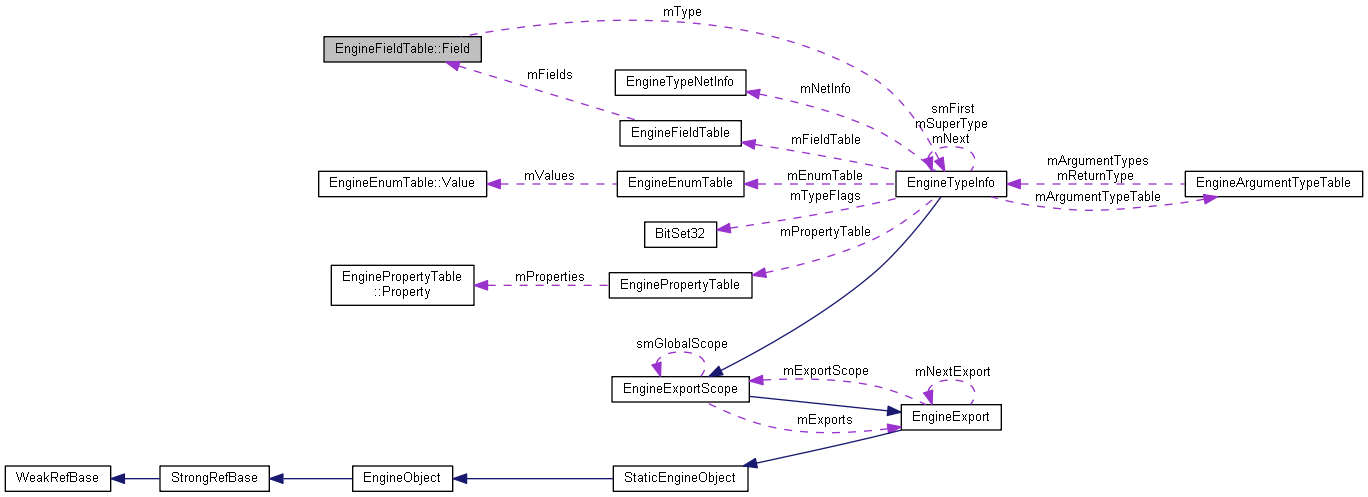 mType
EngineFieldTable::Field
mFields
EngineTypeNetInfo
mNetInfo
smFirst
mSuperType
mNext
EngineFieldTable
mFieldTable
mArgumentTypes
mReturnType
EngineEnumTable::Value
mValues
EngineEnumTable
mEnumTable
EngineTypeInfo
EngineArgumentTypeTable
mTypeFlags
mArgumentTypeTable
BitSet32
mPropertyTable
EnginePropertyTable
::Property
mProperties
EnginePropertyTable
smGlobalScope
mExportScope
mNextExport
EngineExportScope
mExports
EngineExport
WeakRefBase
StrongRefBase
EngineObject
StaticEngineObject